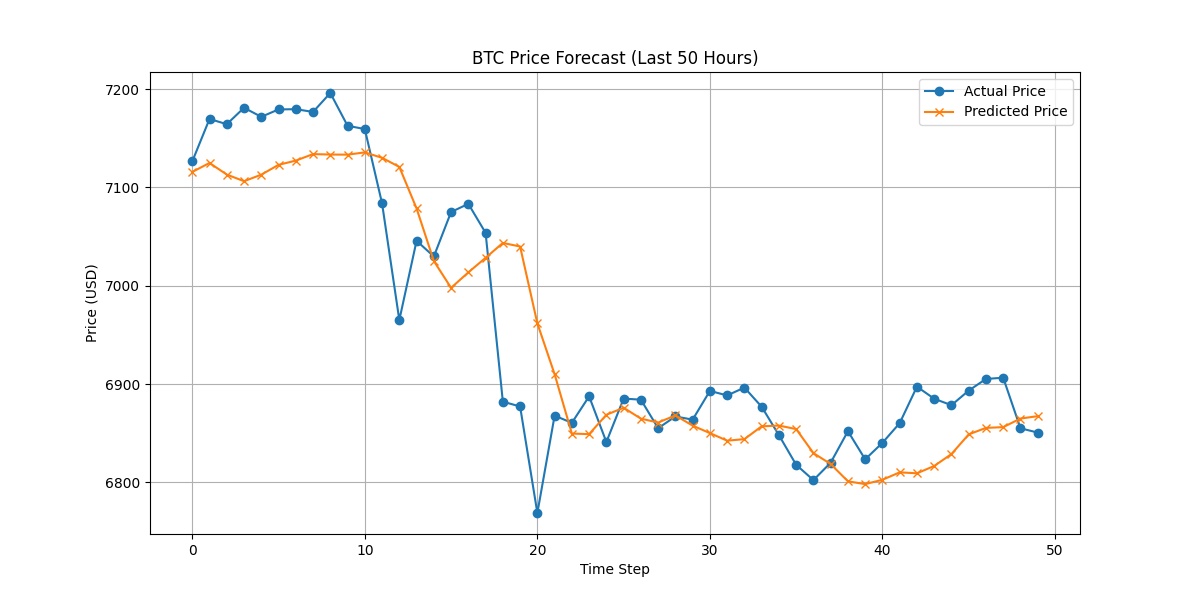 BTC Price Forecast (Last 50 Hours)
Actual Price
Predicted Price
7200
7100
7000
6900
6800
Price (USD)
0 10 20 30 40 50
Time Step